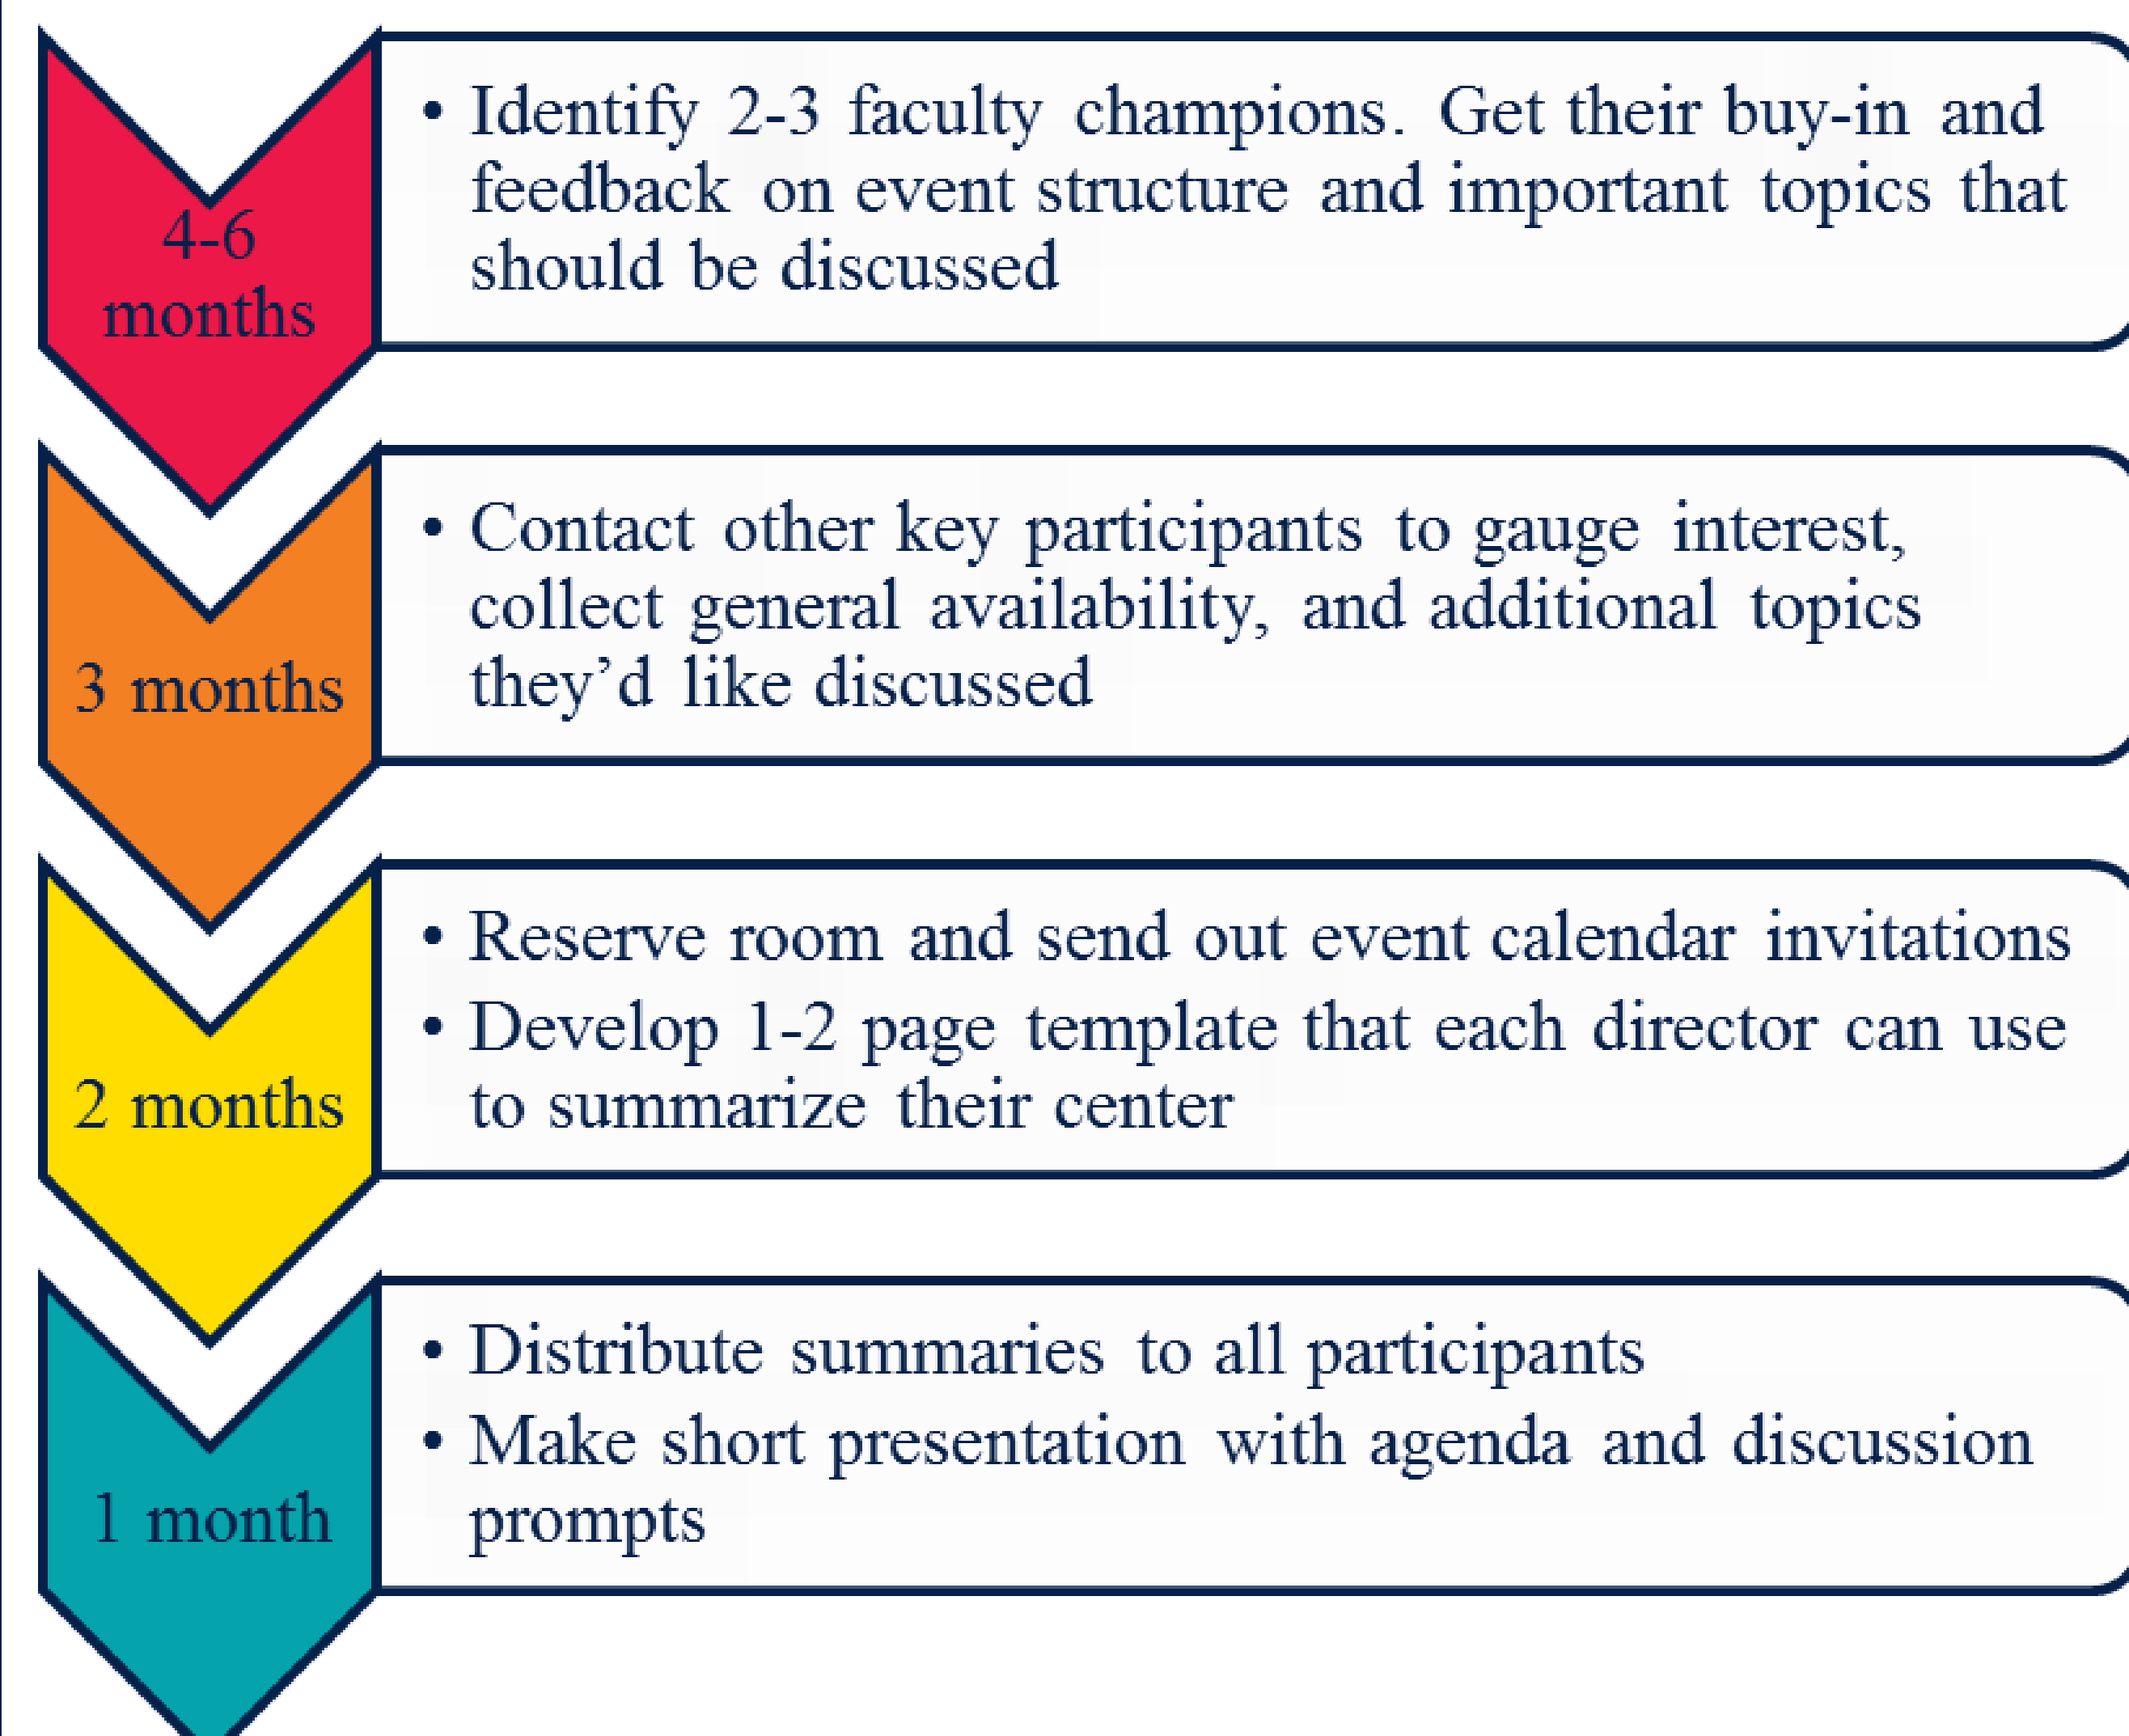 4-6
months
• Identify 2-3 faculty champions. Get their buy-in and
feedback on event structure and important topics that
should be discussed
3 months
• Contact other key participants to gauge interest,
collect general availability, and additional topics
they’d like discussed
2 months
• Reserve room and send out event calendar invitations
• Develop 1-2 page template that each director can use
to summarize their center
1 month
• Distribute summaries to all participants
• Make short presentation with agenda and discussion
prompts